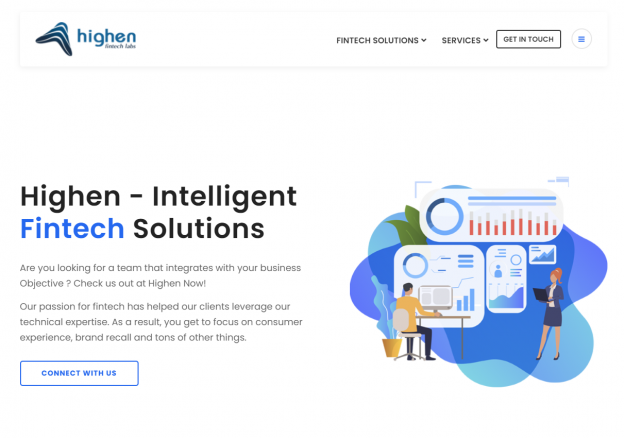 highen
fintech labs
FINTECH SOLUTIONS
SERVICES
GET IN TOUCH
Highen - Intelligent
Fintech Solutions
Are you looking for a team that integrates with your business
Objective ? Check us out at Highen Now!
Our passion for fintech has helped our clients leverage our
technical expertise. As a result, you get to focus on consumer
experience, brand recall and tons of other things.
CONNECT WITH US